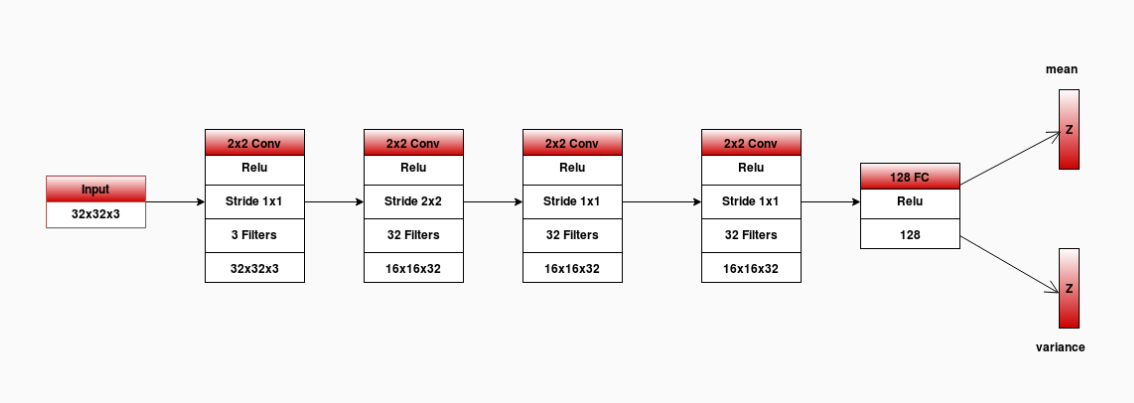 Input
32x32x3
2x2 Conv
Relu
Stride 1x1
3 Filters
32x32x3
2x2 Conv
Relu
Stride 2x2
32 Filters
16x16x32
2x2 Conv
Relu
Stride 1x1
32 Filters
16x16x32
2x2 Conv
Relu
Stride 1x1
32 Filters
16x16x32
128 FC
Relu
128
mean
Z
Z
variance